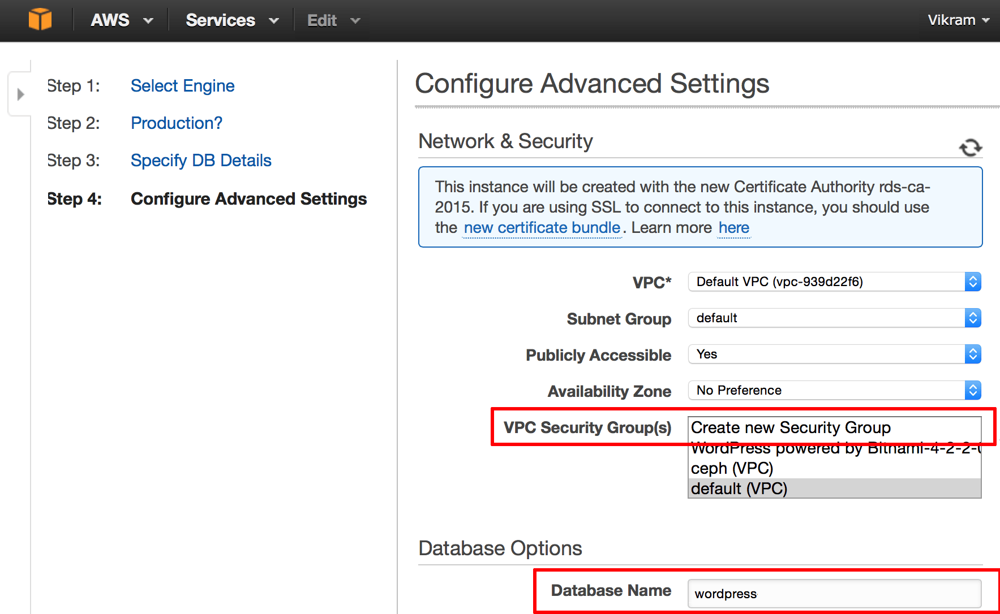 AWS Services Edit Vikram
Step 1: Select Engine
Step 2: Production?
Step 3: Specify DB Details
Step 4: Configure Advanced Settings
Configure Advanced Settings
Network & Security
This instance will be created with the new Certificate Authority rds-ca-
2015. If you are using SSL to connect to this instance, you should use
the new certificate bundle. Learn more here
VPC* Default VPC (vpc-939d22f6)
Subnet Group default
Publicly Accessible Yes
Availability Zone No Preference
VPC Security Group(s) Create new Security Group
WordPress powered by Bitnami-4-2-2-
ceph (VPC)
default (VPC)
Database Options
Database Name wordpress